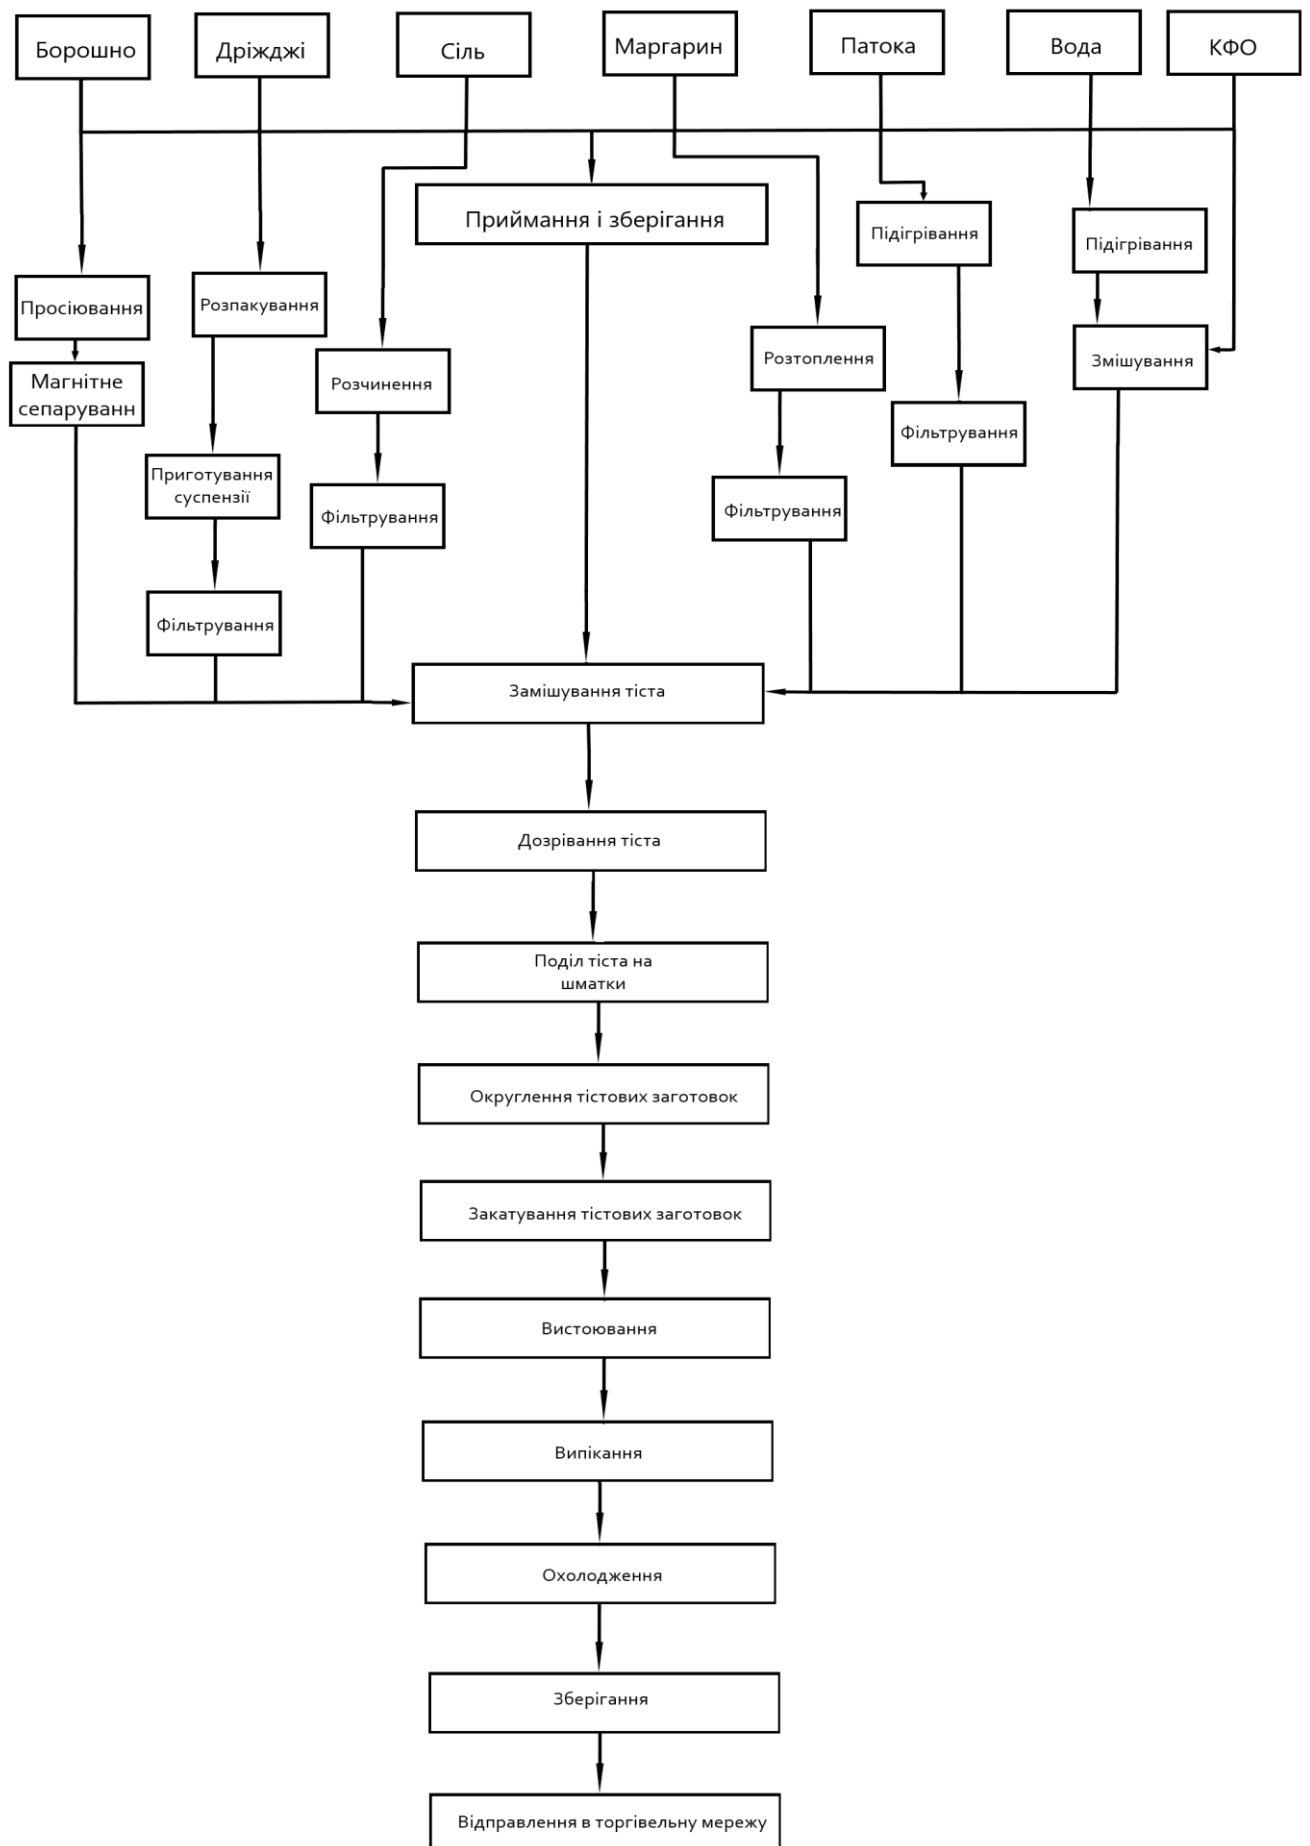 Борошно
Дріжджі
Сіль
Маргарин
Патока
Вода
КФО
Приймання і зберігання
Підігрівання
Підігрівання
Просіювання
Розпакування
Розчинення
Розтоплення
Змішування
Магнітне
сепаруванн
Фільтрування
Приготування
суспензії
Фільтрування
Фільтрування
Фільтрування
Замішування тіста
Дозрівання тіста
Поділ тіста на
шматки
Округлення тістових заготовок
Закатування тістових заготовок
Вистоювання
Випікання
Охолодження
Зберігання
Відправлення в торгівельну мережу